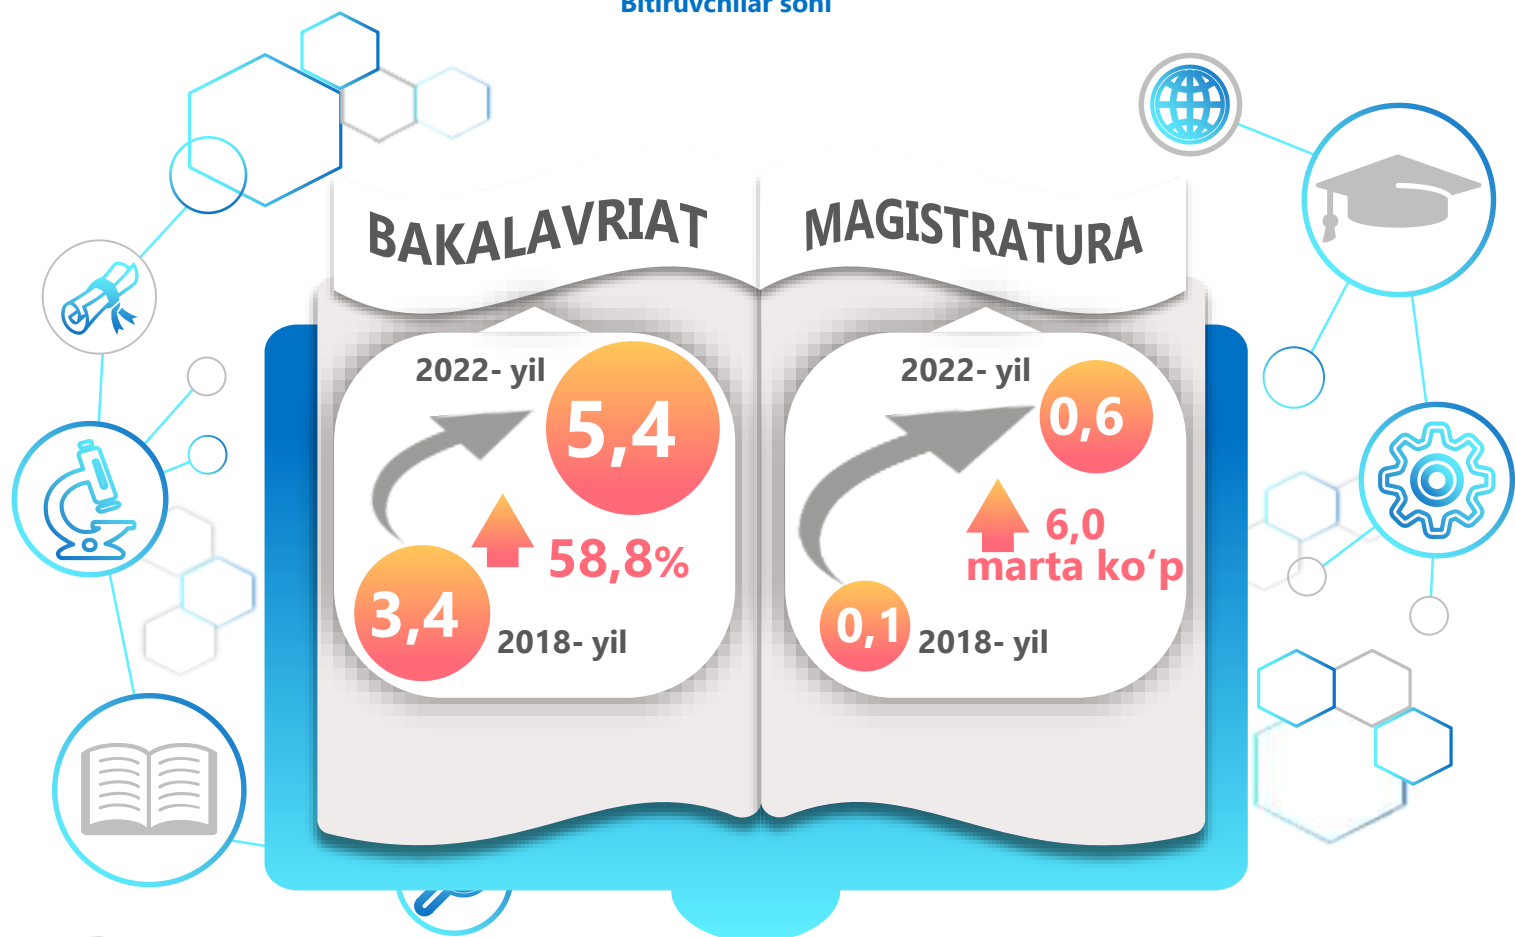 Bitiruvchilar soni
BAKALAVRIAT
2022- yil
5,4
58,8%
3,4
2018- yil
MAGISTRATURA
2022- yil
0,6
6,0
marta ko‘p
0,1
2018- yil